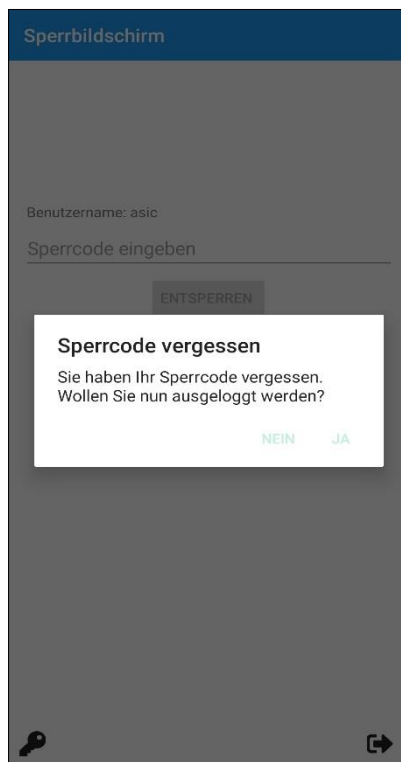 Sperrbildschirm
Benutzername: asic
Sperrcode eingeben
ENTSPERREN
Sperrcode vergessen
Sie haben Ihr Sperrcode vergessen.
Wollen Sie nun ausgeloggt werden?
NEIN JA